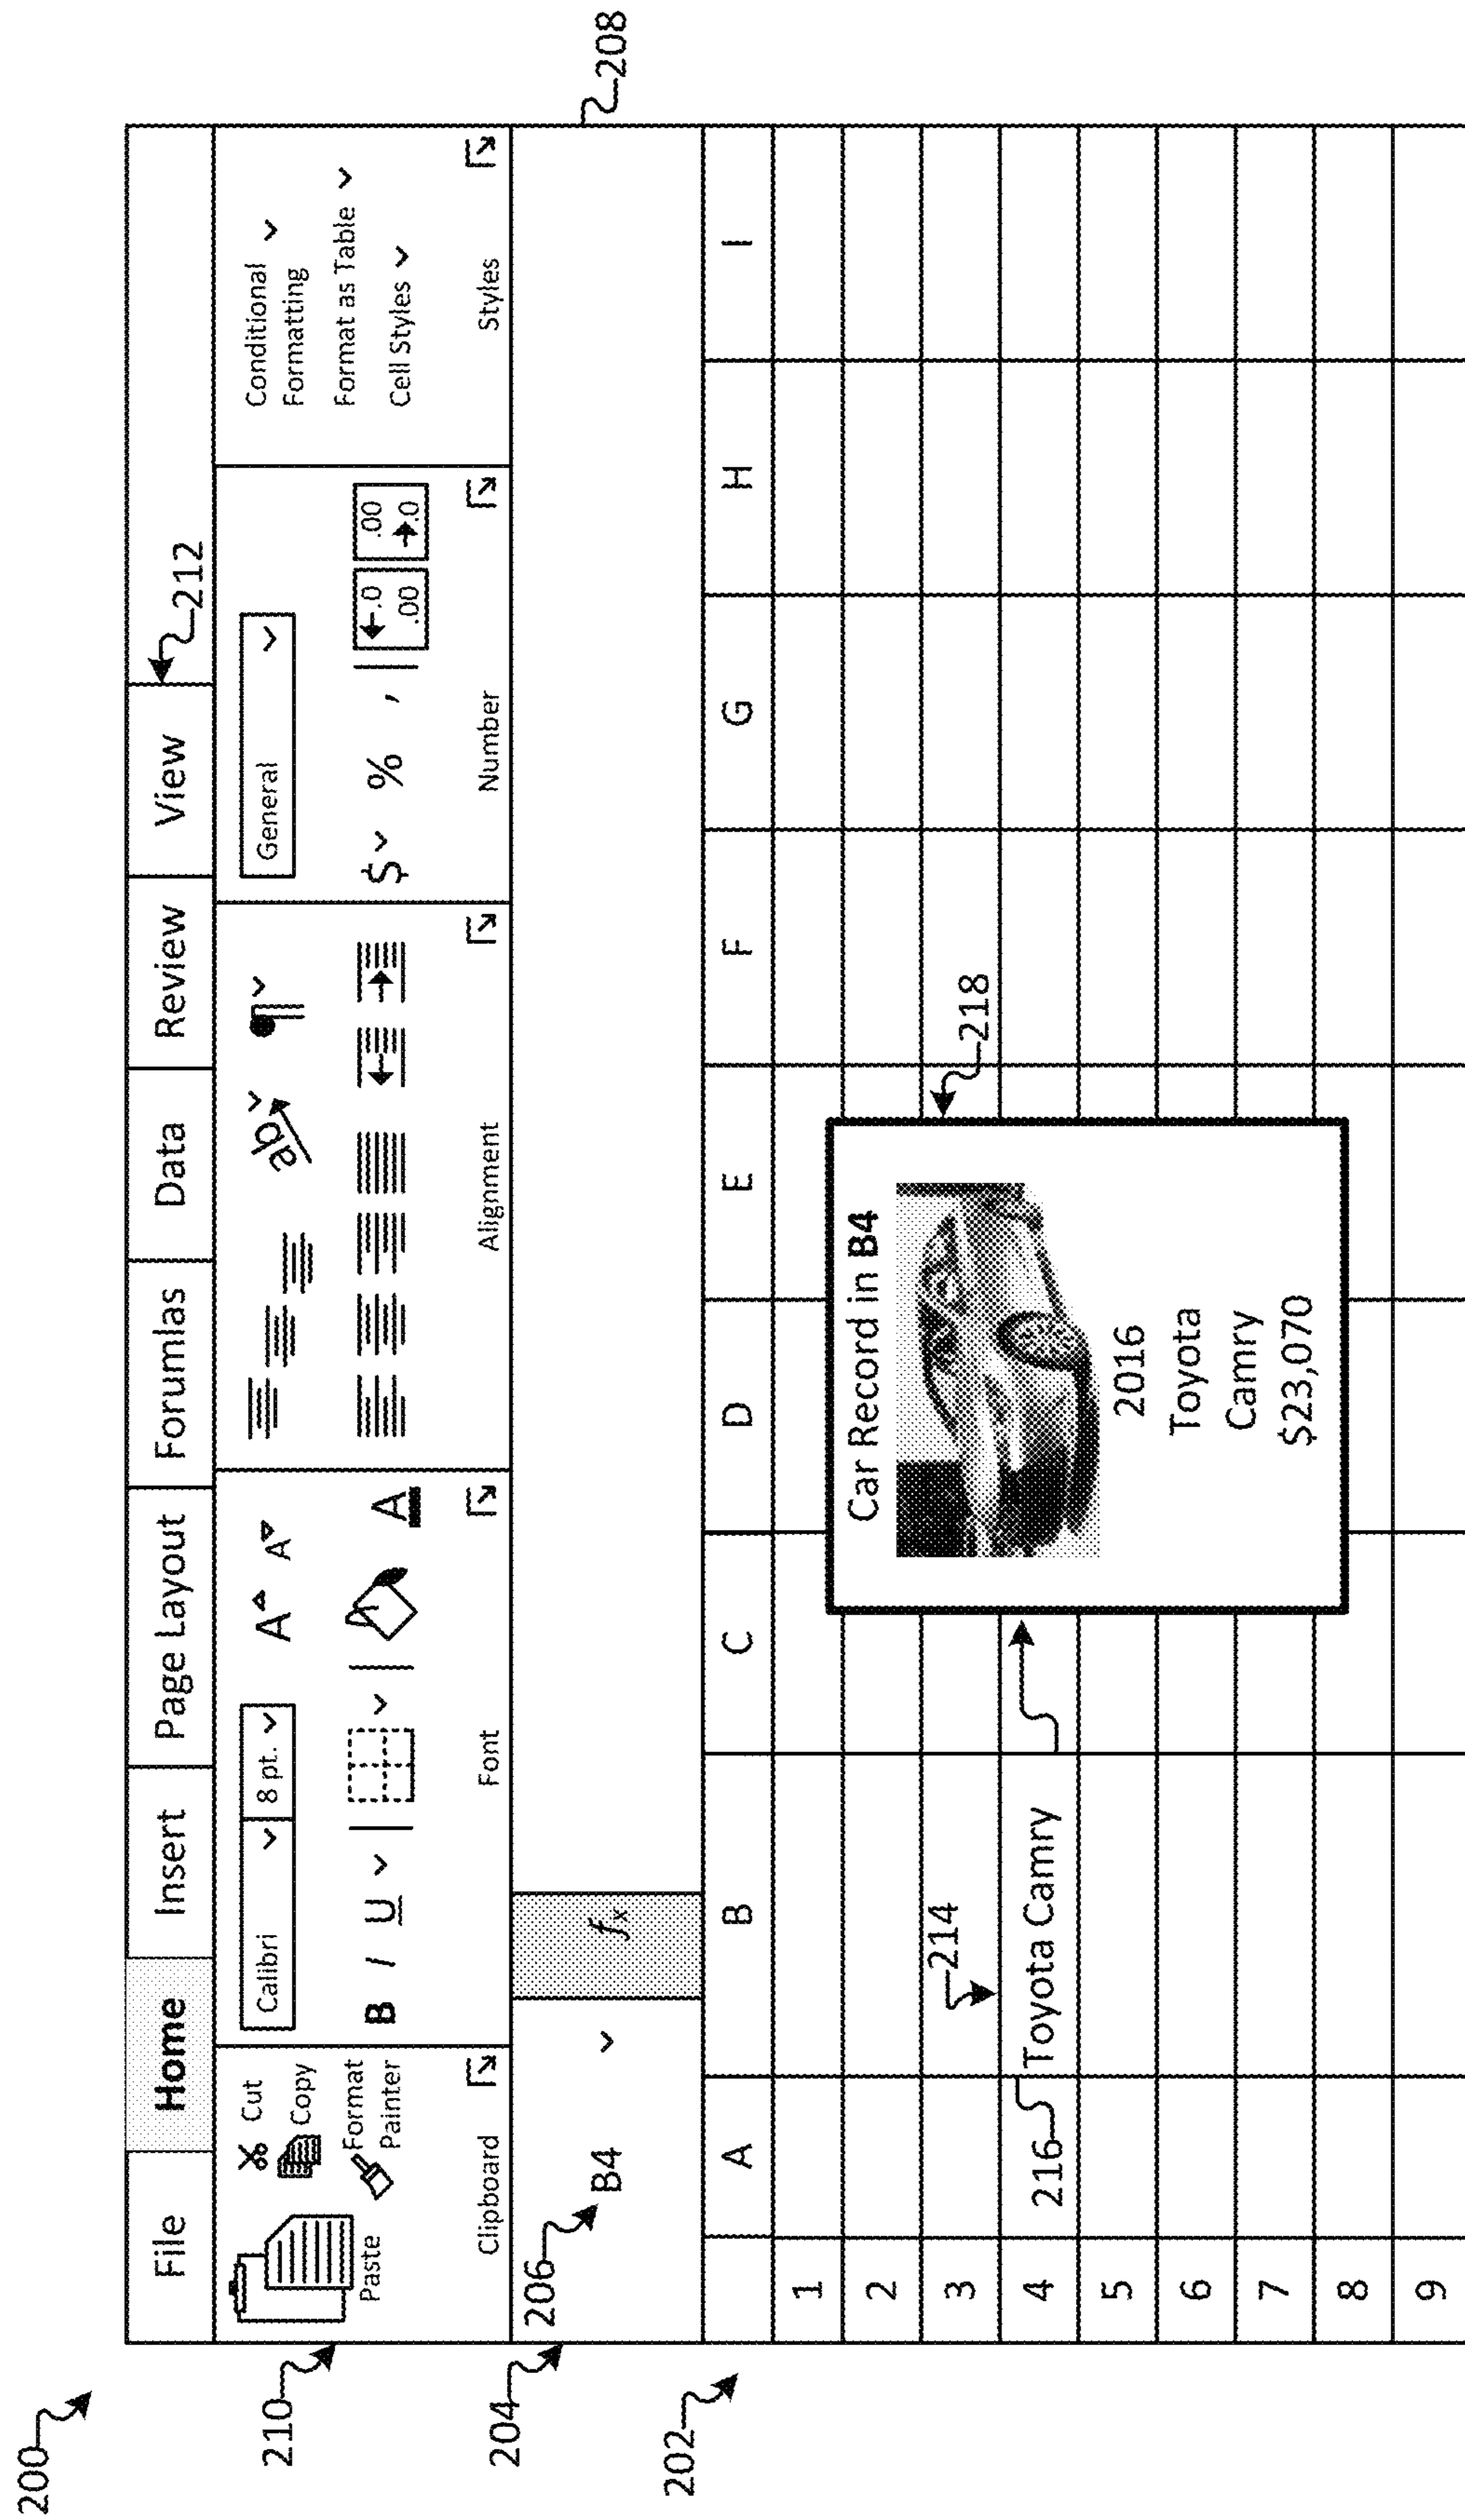 200
212
File Home Insert Page Layout Forumlas Data Review View
210
Paste
Cut
Copy
Format
Painter
Clipboard
Calibri 8 pt. A A
B I U A
Font
ab ¶
Alignment
General
$ % , .0 .00 .00 .0
Number
Conditional
Formatting
Format as Table
Cell Styles
Styles
204
206
B4 fx
208
202
A B C D E F G H I
1
2
3
4 Toyota Camry
5
6
7
8
9
214
216
218
Car Record in B4
2016
Toyota
Camry
$23,070